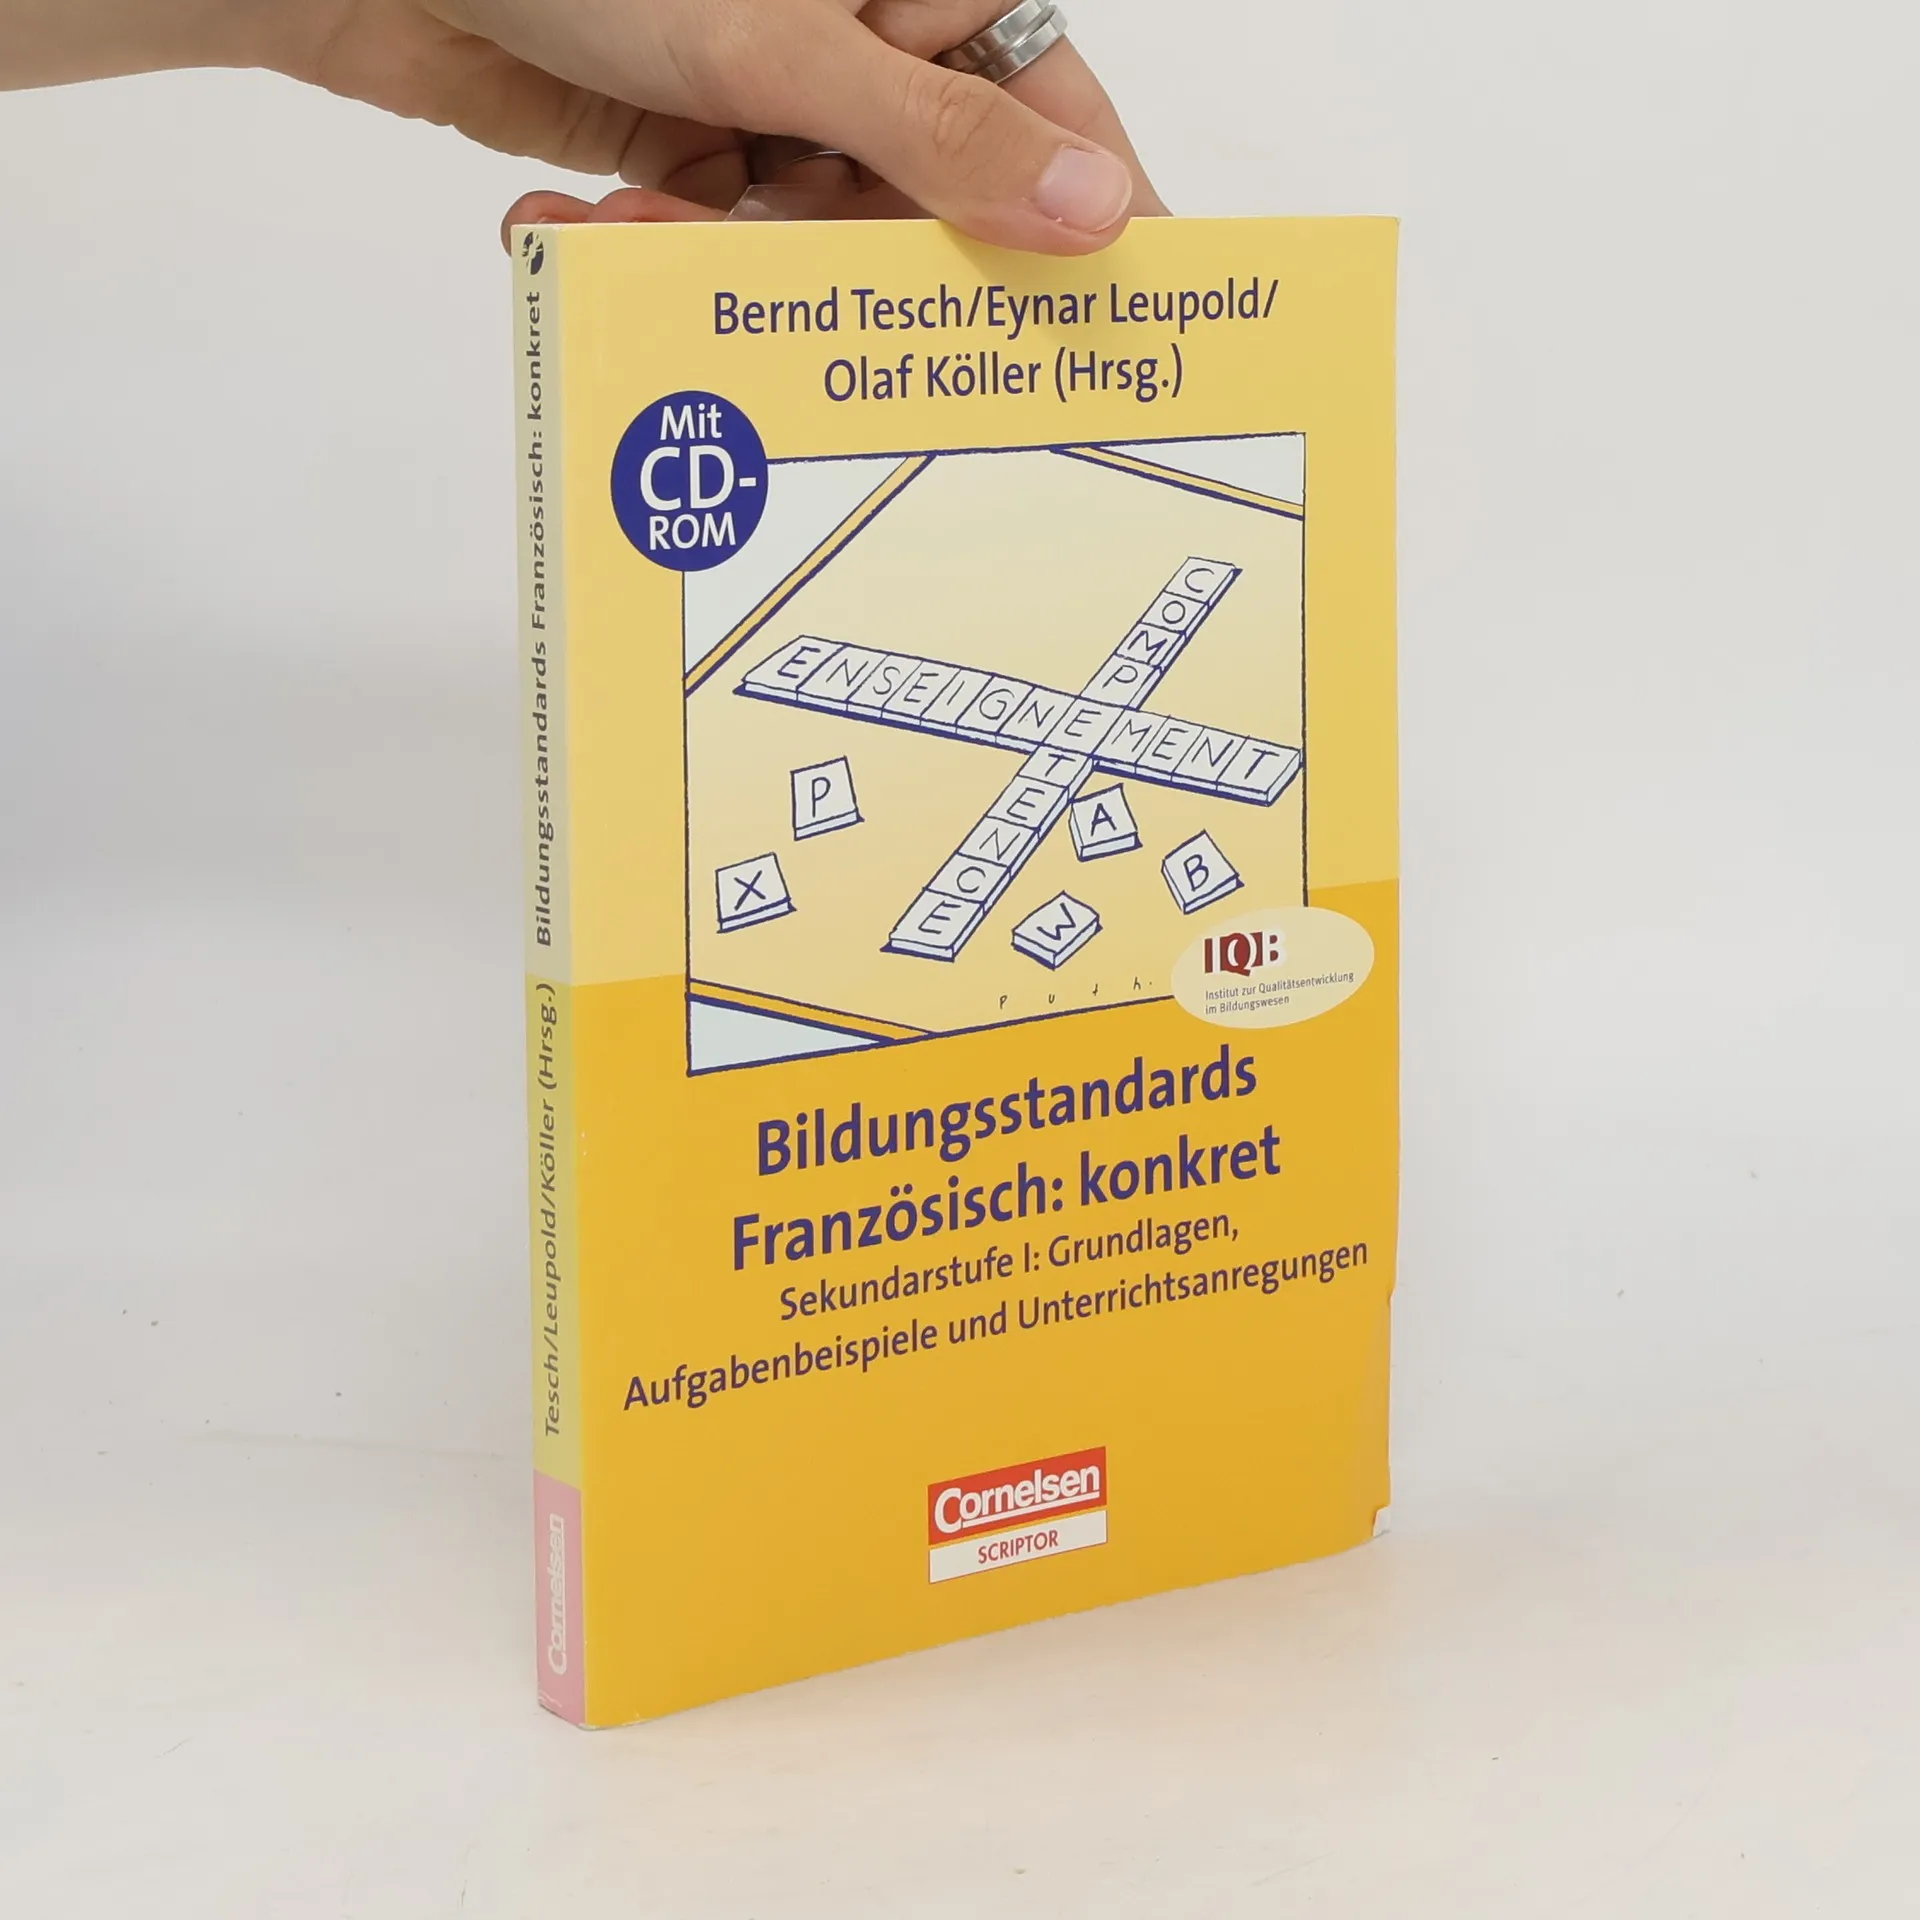 Bernd Tesch/Eynar Leupold/
Olaf Köller (Hrsg.)
Mit
CD-
ROM
COMPETENCE
ENSEIGNEMENT
P
X
A
B
W
Puth.
IQB
Institut zur Qualitätsentwicklung
im Bildungswesen
Bildungsstandards
Französisch: konkret
Sekundarstufe I: Grundlagen,
Aufgabenbeispiele und Unterrichtsanregungen
Cornelsen
SCRIPTOR
Tesch/Leupold/Köller (Hrsg.) Bildungsstandards Französisch: konkret
Cornelsen